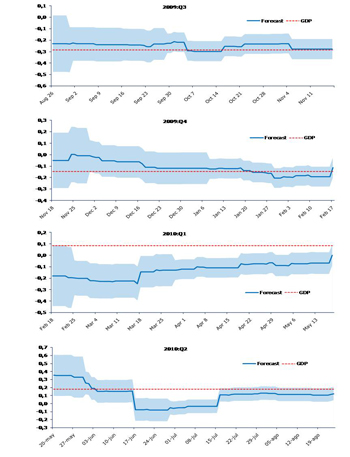 2009:Q3
0,1
0,0
-0,1
-0,2
-0,3
-0,4
-0,5
-0,6
Forecast GDP
Aug 26 Sep 2 Sep 9 Sep 16 Sep 23 Sep 30 Oct 7 Oct 14 Oct 21 Oct 28 Nov 4 Nov 11
2009:Q4
0,3
0,2
0,1
0,0
-0,1
-0,2
-0,3
-0,4
Forecast GDP
Nov 18 Nov 25 Dec 2 Dec 9 Dec 16 Dec 23 Dec 30 Jan 6 Jan 13 Jan 20 Jan 27 Feb 3 Feb 10 Feb 17
2010:Q1
0,2
0,1
0,0
-0,1
-0,2
-0,3
-0,4
-0,5
Forecast GDP
Feb 18 Feb 25 Mar 4 Mar 11 Mar 18 Mar 25 Apr 1 Apr 8 Apr 15 Apr 22 Apr 29 May 6 May 13
2010:Q2
0,7
0,6
0,5
0,4
0,3
0,2
0,1
0,0
-0,1
-0,2
-0,3
Forecast GDP
20-may 27-may 03-jun 10-jun 17-jun 24-jun 01-jul 08-jul 15-jul 22-jul 29-jul 05-ago 12-ago 19-ago